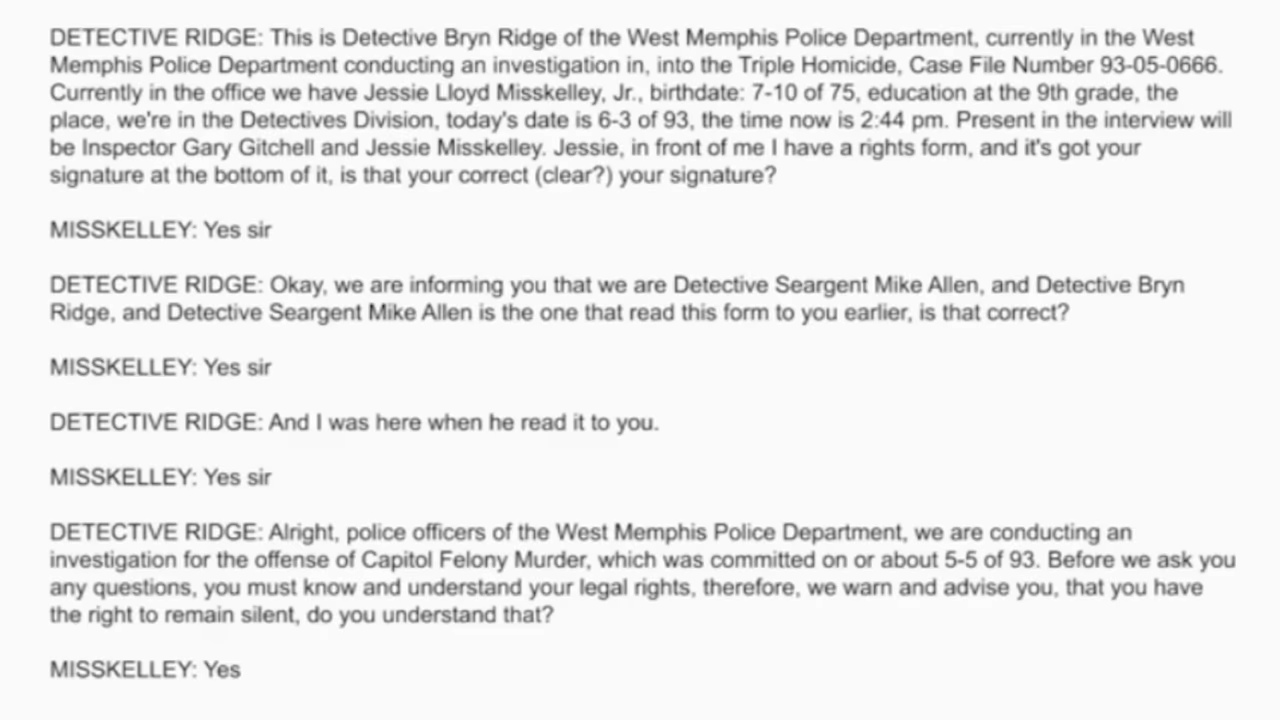 DETECTIVE RIDGE: This is Detective Bryn Ridge of the West Memphis Police Department, currently in the West
Memphis Police Department conducting an investigation in, into the Triple Homicide, Case File Number 93-05-0666.
Currently in the office we have Jessie Lloyd Misskelley, Jr., birthdate: 7-10 of 75, education at the 9th grade, the
place, we're in the Detectives Division, today's date is 6-3 of 93, the time now is 2:44 pm. Present in the interview will
be Inspector Gary Gitchell and Jessie Misskelley. Jessie, in front of me I have a rights form, and it's got your
signature at the bottom of it, is that your correct (clear?) your signature?
MISSKELLEY: Yes sir
DETECTIVE RIDGE: Okay, we are informing you that we are Detective Seargent Mike Allen, and Detective Bryn
Ridge, and Detective Seargent Mike Allen is the one that read this form to you earlier, is that correct?
MISSKELLEY: Yes sir
DETECTIVE RIDGE: And I was here when he read it to you.
MISSKELLEY: Yes sir
DETECTIVE RIDGE: Alright, police officers of the West Memphis Police Department, we are conducting an
investigation for the offense of Capitol Felony Murder, which was committed on or about 5-5 of 93. Before we ask you
any questions, you must know and understand your legal rights, therefore, we warn and advise you, that you have
the right to remain silent, do you understand that?
MISSKELLEY: Yes